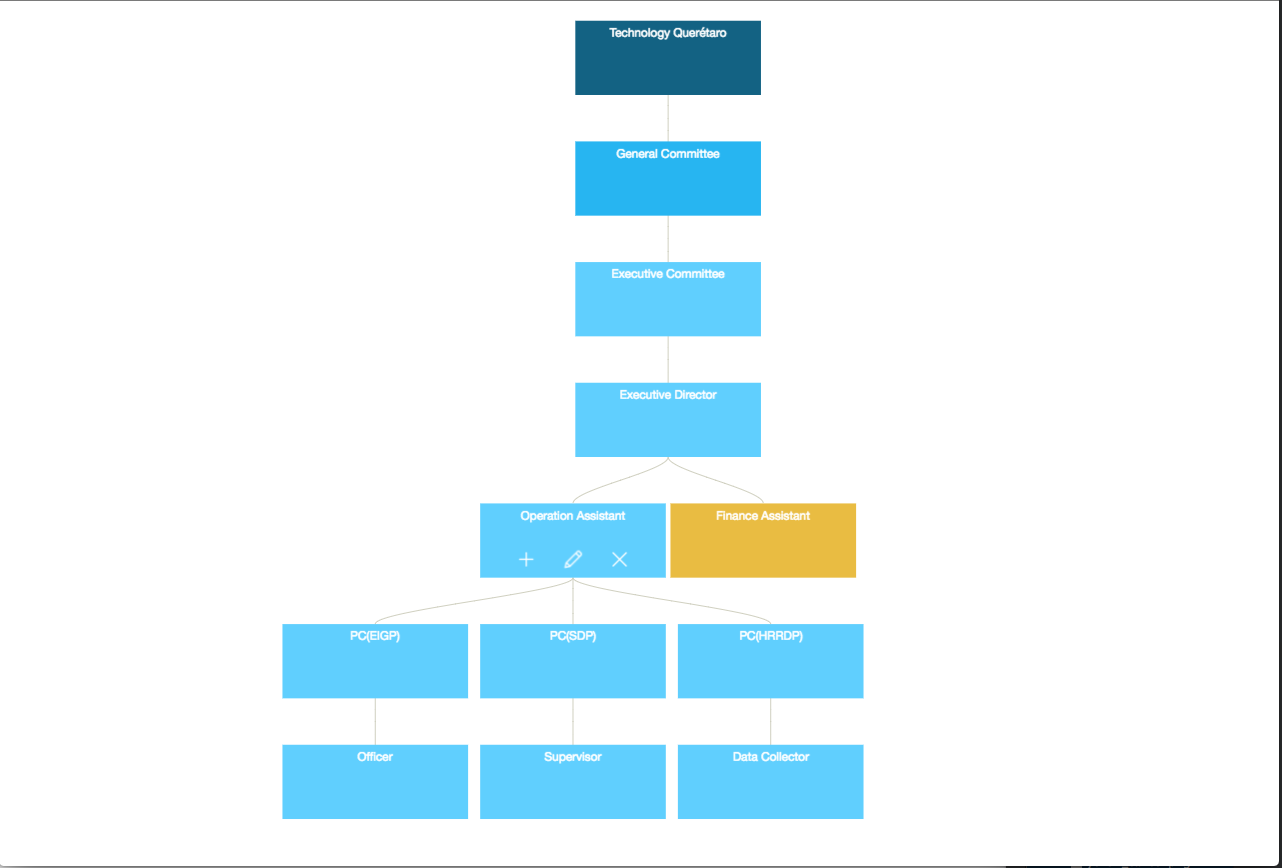 Technology Querétaro
General Committee
Executive Committee
Executive Director
Operation Assistant
Finance Assistant
PC(EIGP)
PC(SDP)
PC(HRRDP)
Officer
Supervisor
Data Collector